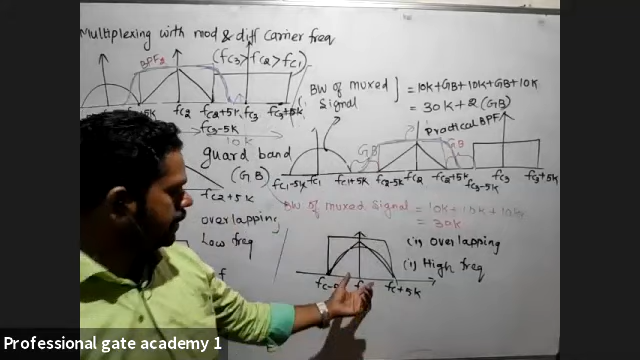 Multiplexing with mod & diff Carrier freq
(fc3 > fc2 > fc1)
BPF2
fc2 fc2+5k fc3 fc3+5k
fc3-5k
10K
BW of muxed Signal } = 10K+GB+10K+GB+10K
= 30K+2(GB)
Practical BPF
guard band
(GB)
GB GB
fc1-5k fc1 fc1+5k fc2-5k fc2 fc2+5k fc3-5k fc3 fc3+5k
fc2+5k
BW of muxed Signal = 10K+10K+10K
= 30K
overlapping
Low freq
(i) Overlapping
(ii) High freq
fc+5k
Professional gate academy 1